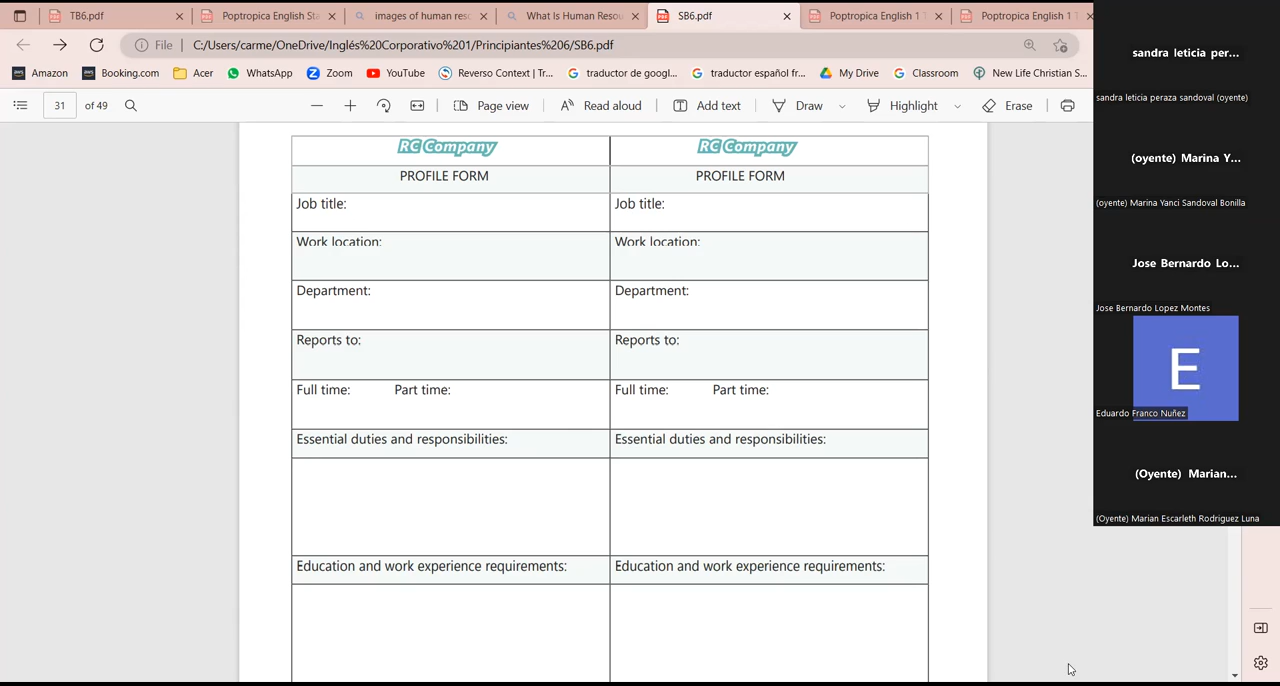 TB6.pdf
Poptropica English Sta
images of human reso
What Is Human Resou
SB6.pdf
Poptropica English 1 T
Poptropica English 1 T
File | C:/Users/carme/OneDrive/Inglés%20Corporativo%201/Principiantes%206/SB6.pdf
Amazon Booking.com Acer WhatsApp Zoom YouTube Reverso Context | Tr... traductor de googl... traductor español fr... My Drive Classroom New Life Christian S...
31 of 49 Page view Read aloud Add text Draw Highlight Erase
RC Company RC Company
PROFILE FORM PROFILE FORM
Job title: Job title:
Work location: Work location:
Department: Department:
Reports to: Reports to:
Full time: Part time: Full time: Part time:
Essential duties and responsibilities: Essential duties and responsibilities:
Education and work experience requirements: Education and work experience requirements:
sandra leticia per...
sandra leticia peraza sandoval (oyente)
(oyente) Marina Y...
(oyente) Marina Yanci Sandoval Bonilla
Jose Bernardo Lo...
Jose Bernardo Lopez Montes
E
Eduardo Franco Nuñez
(Oyente) Marian...
(Oyente) Marian Escarleth Rodriguez Luna